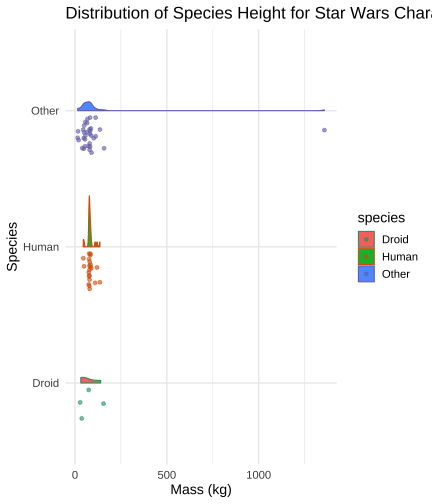 Distribution of Species Height for Star Wars Chara
Other
Human
Droid
Species
0
500
1000
Mass (kg)
species
Droid
Human
Other